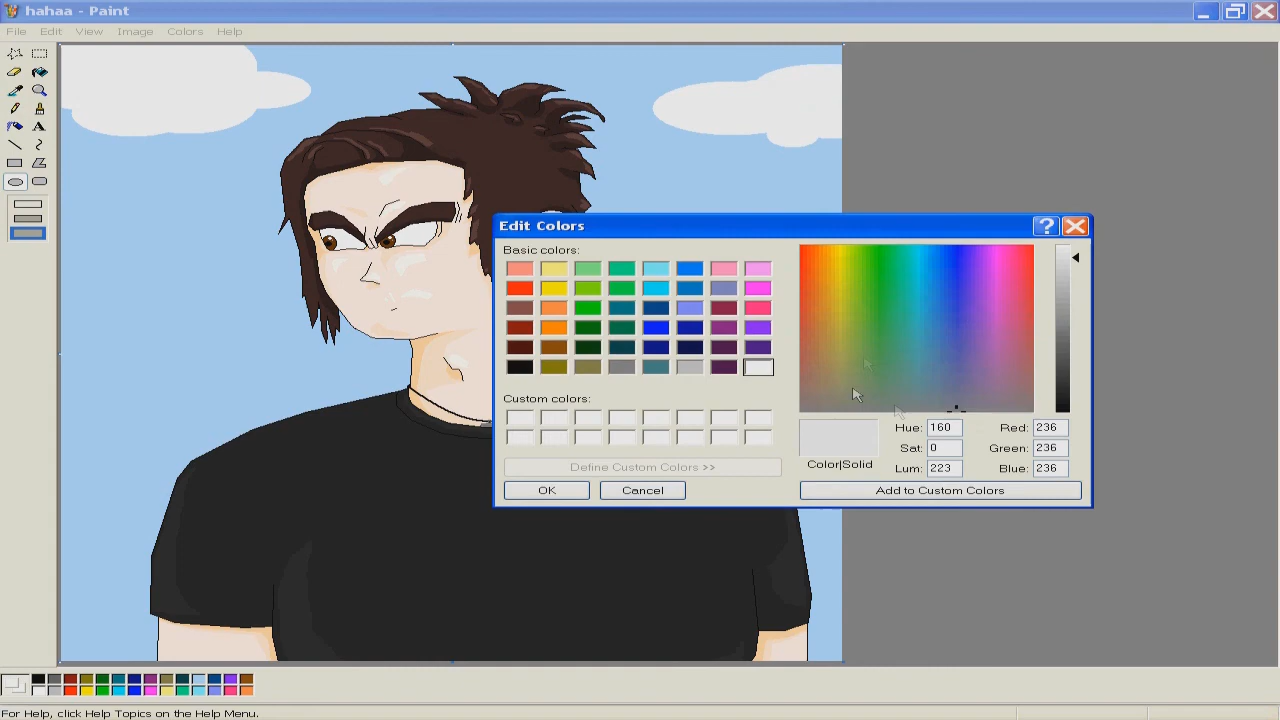 hahaa - Paint
File Edit View Image Colors Help
Edit Colors
Basic colors:
Custom colors:
Define Custom Colors >>
OK Cancel
Color|Solid
Hue: 160 Red: 236
Sat: 0 Green: 236
Lum: 223 Blue: 236
Add to Custom Colors
For Help, click Help Topics on the Help Menu.